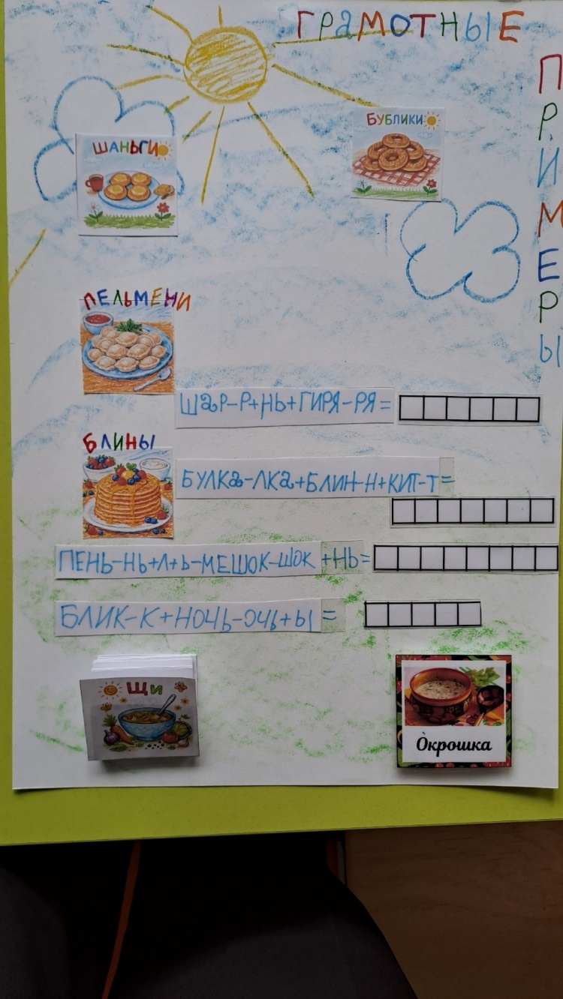 ГРАМОТНЫЕ
ПРИМЕРЫ
БУБЛИКИ
ШАНЬГИ
ПЕЛЬМЕНИ
ШАР-Р+НЬ+ГИРЯ-РЯ=
БЛИНЫ
БУЛКА-ЛКА+БЛИН-Н+КИТ-Т=
ПЕНЬ-НЬ+Л+Ь-МЕШОК-ШОК+НЬ=
БЛИК-К+НОЧЬ-ОЧЬ+Ы=
ЩИ
Окрошка